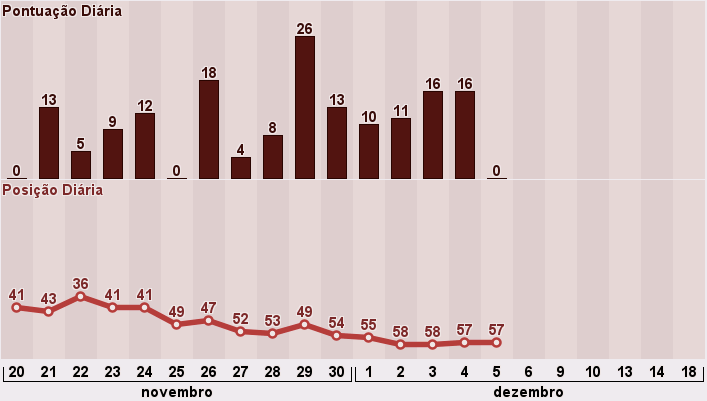 Pontuação Diária
0 13 5 9 12 0 18 4 8 26 13 10 11 16 16 0
Posição Diária
41 43 36 41 41 49 47 52 53 49 54 55 58 58 57 57
20 21 22 23 24 25 26 27 28 29 30 1 2 3 4 5 6 9 10 13 14 18
novembro dezembro